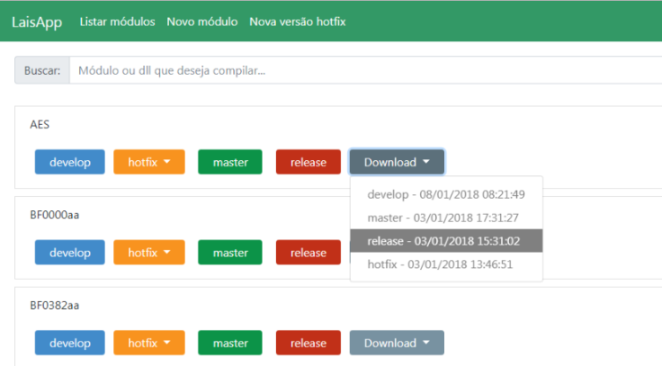 LaisApp Listar módulos Novo módulo Nova versão hotfix
Buscar: Módulo ou dll que deseja compilar...
AES
develop hotfix master release Download
develop - 08/01/2018 08:21:49
master - 03/01/2018 17:31:27
release - 03/01/2018 15:31:02
hotfix - 03/01/2018 13:46:51
BF0000aa
develop hotfix master release
BF0382aa
develop hotfix master release Download